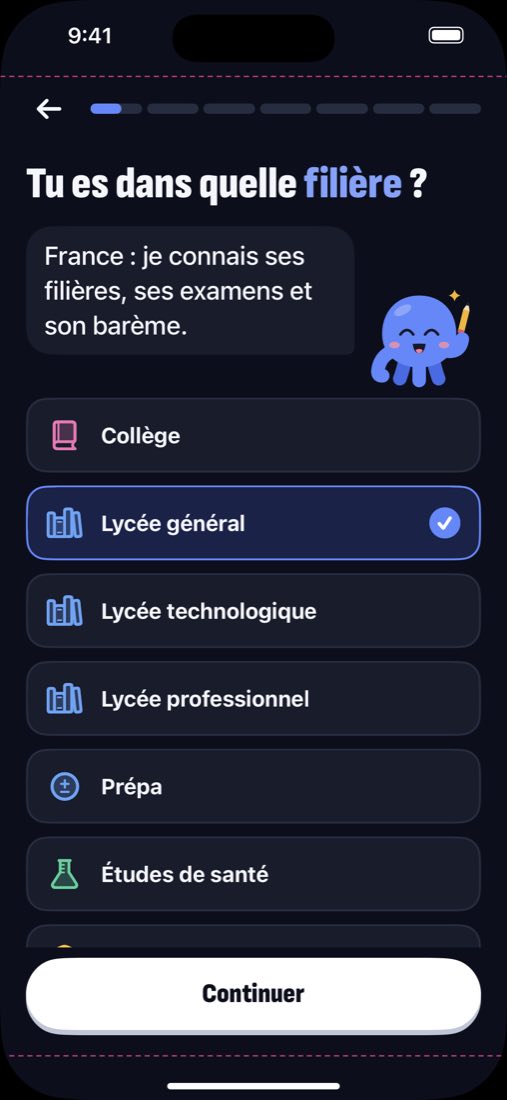 9:41
Tu es dans quelle filière ?
France : je connais ses
filières, ses examens et
son barème.
Collège
Lycée général
Lycée technologique
Lycée professionnel
Prépa
Études de santé
Continuer